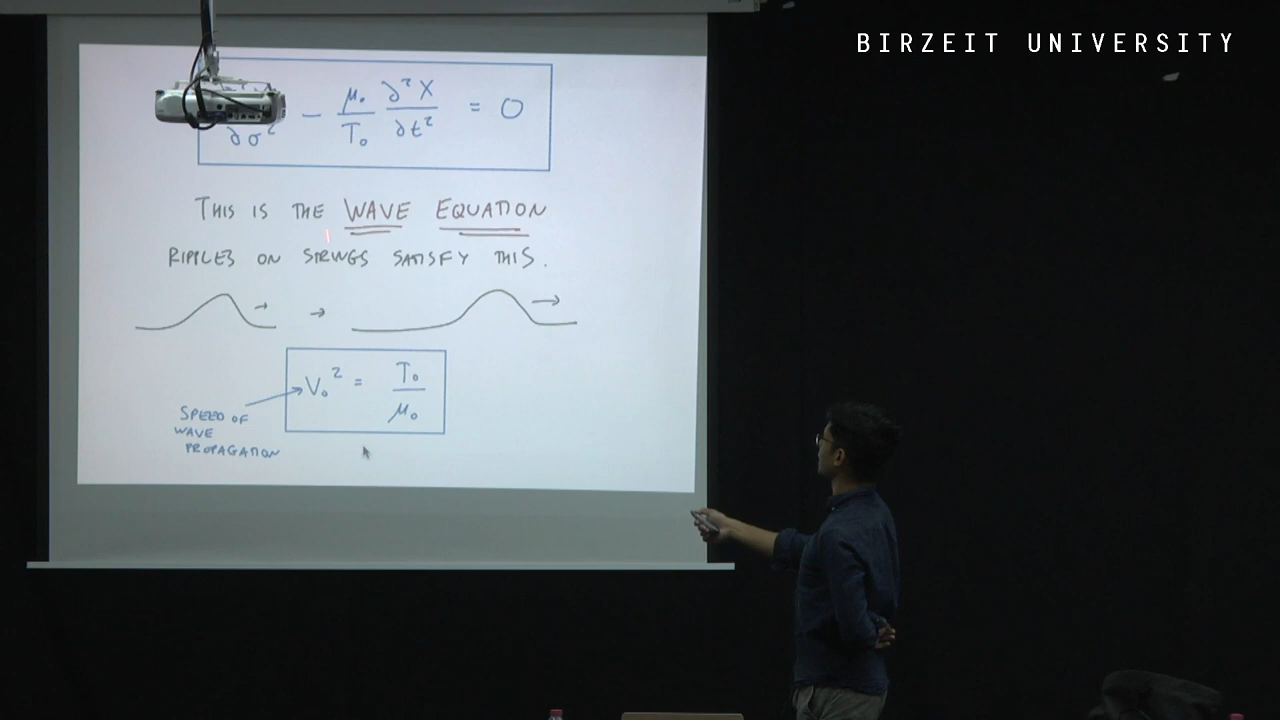 BIRZEIT UNIVERSITY
∂σ² − μ₀/T₀ ∂²X/∂t² = 0
THIS IS THE WAVE EQUATION
RIPPLES ON STRINGS SATISFY THIS.
V₀² = T₀/μ₀
SPEED OF
WAVE
PROPAGATION